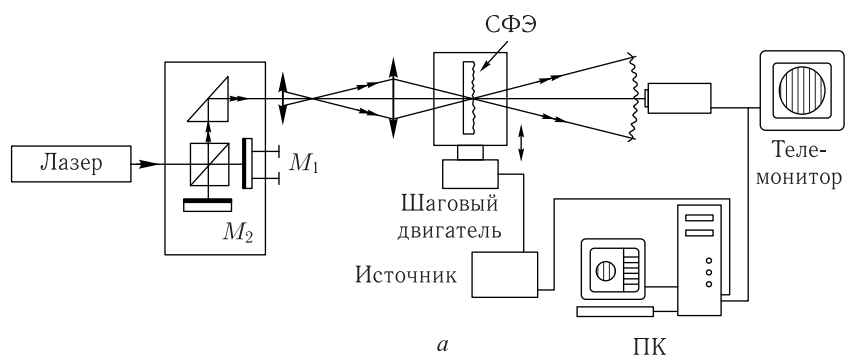 СФЭ
Лазер
M₁
M₂
Теле-
монитор
Шаговый
двигатель
Источник
а
ПК